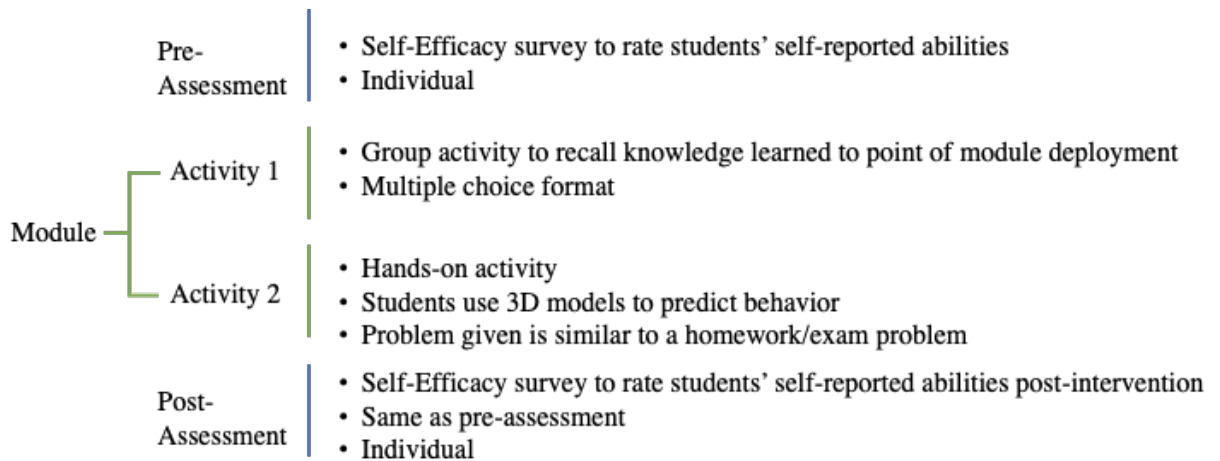 Pre-
Assessment
• Self-Efficacy survey to rate students’ self-reported abilities
• Individual
Module
Activity 1
• Group activity to recall knowledge learned to point of module deployment
• Multiple choice format
Activity 2
• Hands-on activity
• Students use 3D models to predict behavior
• Problem given is similar to a homework/exam problem
Post-
Assessment
• Self-Efficacy survey to rate students’ self-reported abilities post-intervention
• Same as pre-assessment
• Individual